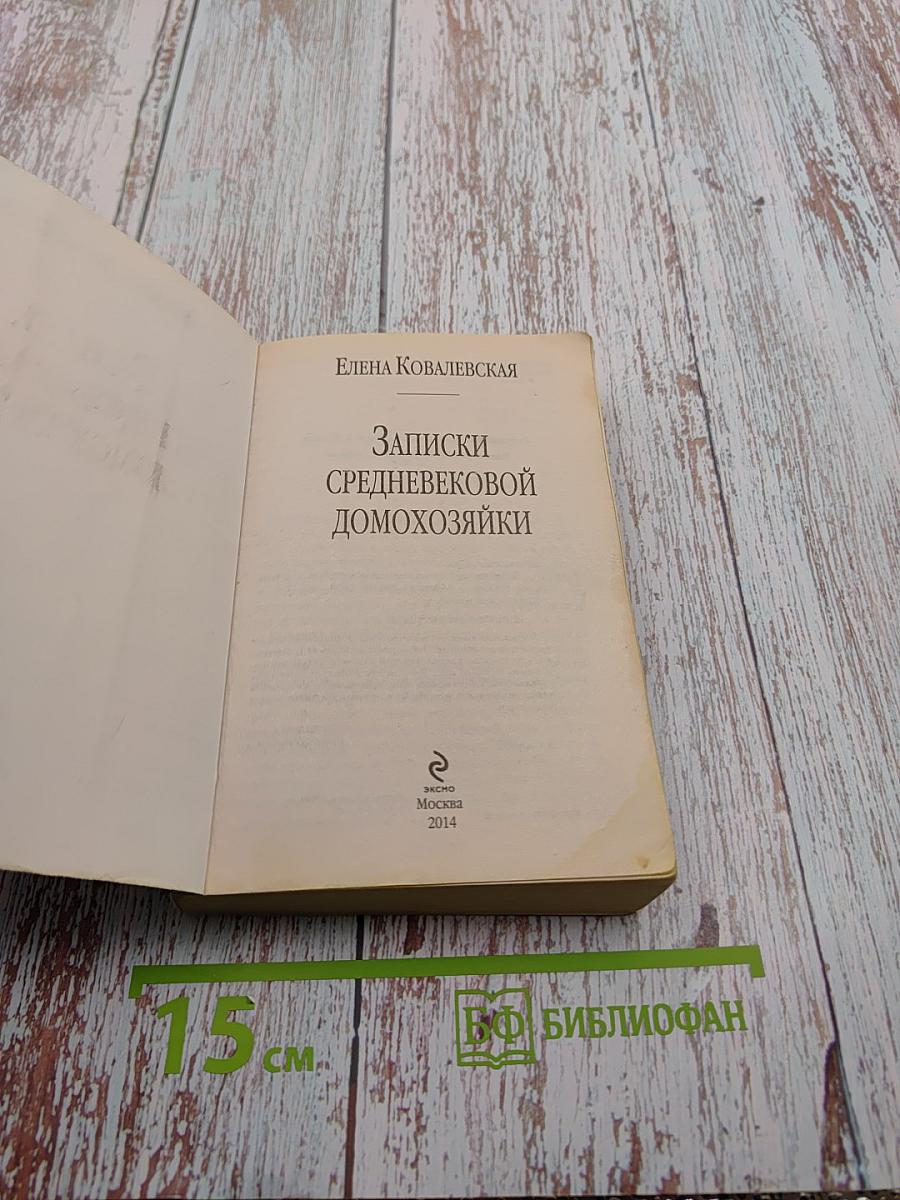 Елена Ковалевская
Записки
средневековой
домохозяйки
эксмо
Москва
2014
15 см
БФ БИБЛИОФАН